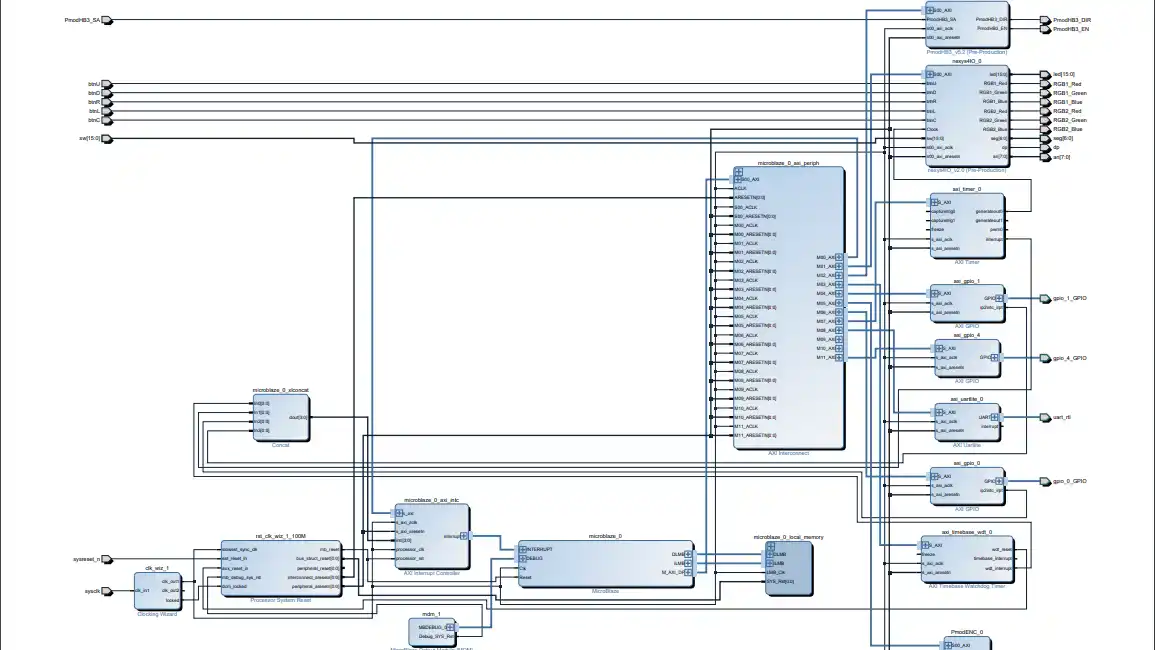 PmodHB3_SA
btnU
btnD
btnR
btnL
btnC
sw[15:0]
S00_AXI
PmodHB3_SA
s00_axi_aclk
s00_axi_aresetn
PmodHB3_DIR
PmodHB3_EN
PmodHB3_DIR
PmodHB3_EN
nexys4IO_0
S00_AXI
btnU
btnD
btnR
btnL
btnC
Clock
sw[15:0]
s00_axi_aclk
s00_axi_aresetn
led[15:0]
RGB1_Red
RGB1_Green
RGB1_Blue
RGB2_Red
RGB2_Green
RGB2_Blue
seg[6:0]
dp
an[7:0]
led[15:0]
RGB1_Red
RGB1_Green
RGB1_Blue
RGB2_Red
RGB2_Green
RGB2_Blue
seg[6:0]
dp
an[7:0]
nexys4IO_v2.0 (Pre-Production)
microblaze_0_axi_periph
S00_AXI
ACLK
ARESETN[0:0]
S00_ACLK
S00_ARESETN[0:0]
M00_ACLK
M00_ARESETN[0:0]
M01_ACLK
M01_ARESETN[0:0]
M02_ACLK
M02_ARESETN[0:0]
M03_ACLK
M03_ARESETN[0:0]
M04_ACLK
M04_ARESETN[0:0]
M05_ACLK
M05_ARESETN[0:0]
M06_ACLK
M06_ARESETN[0:0]
M07_ACLK
M07_ARESETN[0:0]
M08_ACLK
M08_ARESETN[0:0]
M09_ACLK
M09_ARESETN[0:0]
M10_ACLK
M10_ARESETN[0:0]
M11_ACLK
M11_ARESETN[0:0]
M00_AXI
M01_AXI
M02_AXI
M03_AXI
M04_AXI
M05_AXI
M06_AXI
M07_AXI
M08_AXI
M09_AXI
M10_AXI
M11_AXI
AXI Interconnect
axi_timer_0
S_AXI
capturetrig0
capturetrig1
freeze
s_axi_aclk
s_axi_aresetn
generateout0
generateout1
pwm0
interrupt
AXI Timer
axi_gpio_1
S_AXI
s_axi_aclk
s_axi_aresetn
GPIO
ip2intc_irpt
gpio_1_GPIO
AXI GPIO
axi_gpio_4
S_AXI
s_axi_aclk
s_axi_aresetn
GPIO
gpio_4_GPIO
AXI GPIO
axi_uartlite_0
S_AXI
s_axi_aclk
s_axi_aresetn
UART
interrupt
uart_rtl
AXI Uartlite
axi_gpio_0
S_AXI
s_axi_aclk
s_axi_aresetn
GPIO
ip2intc_irpt
gpio_0_GPIO
AXI GPIO
microblaze_0_xlconcat
In0[0:0]
In1[0:0]
In2[0:0]
In3[0:0]
dout[3:0]
Concat
microblaze_0_axi_intc
s_axi
s_axi_aclk
s_axi_aresetn
intr[3:0]
processor_clk
processor_rst
interrupt
AXI Interrupt Controller
sysreset_n
sysclk
clk_wiz_1
clk_in1
clk_out1
clk_out2
locked
Clocking Wizard
rst_clk_wiz_1_100M
slowest_sync_clk
ext_reset_in
aux_reset_in
mb_debug_sys_rst
dcm_locked
mb_reset
bus_struct_reset[0:0]
peripheral_reset[0:0]
interconnect_aresetn[0:0]
peripheral_aresetn[0:0]
Processor System Reset
microblaze_0
INTERRUPT
DEBUG
Clk
Reset
DLMB
ILMB
M_AXI_DP
MicroBlaze
microblaze_0_local_memory
DLMB
ILMB
LMB_Clk
SYS_Rst[0:0]
axi_timebase_wdt_0
S_AXI
freeze
s_axi_aclk
s_axi_aresetn
wdt_reset
timebase_interrupt
wdt_interrupt
AXI Timebase Watchdog Timer
mdm_1
MBDEBUG_0
Debug_SYS_Rst
PmodENC_0
S00_AXI